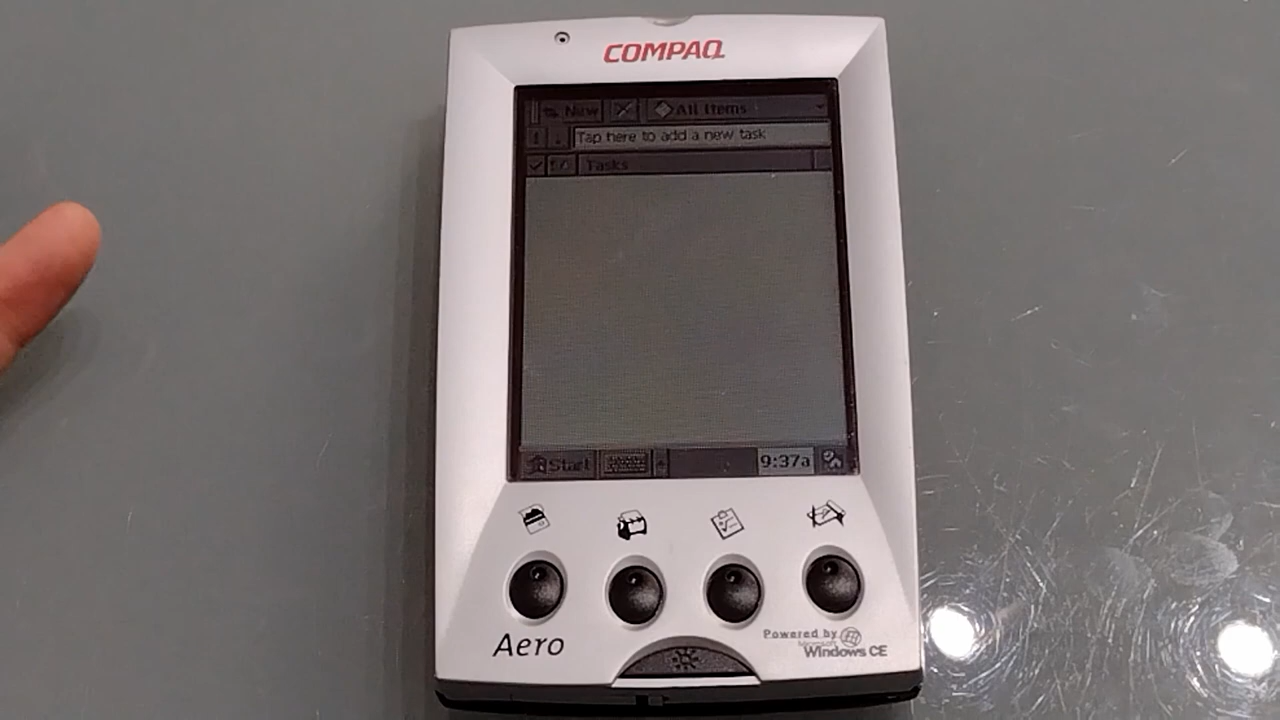 COMPAQ
New All Items
Tap here to add a new task
Tasks
Start 9:37a
Aero
Powered by
Microsoft
Windows CE